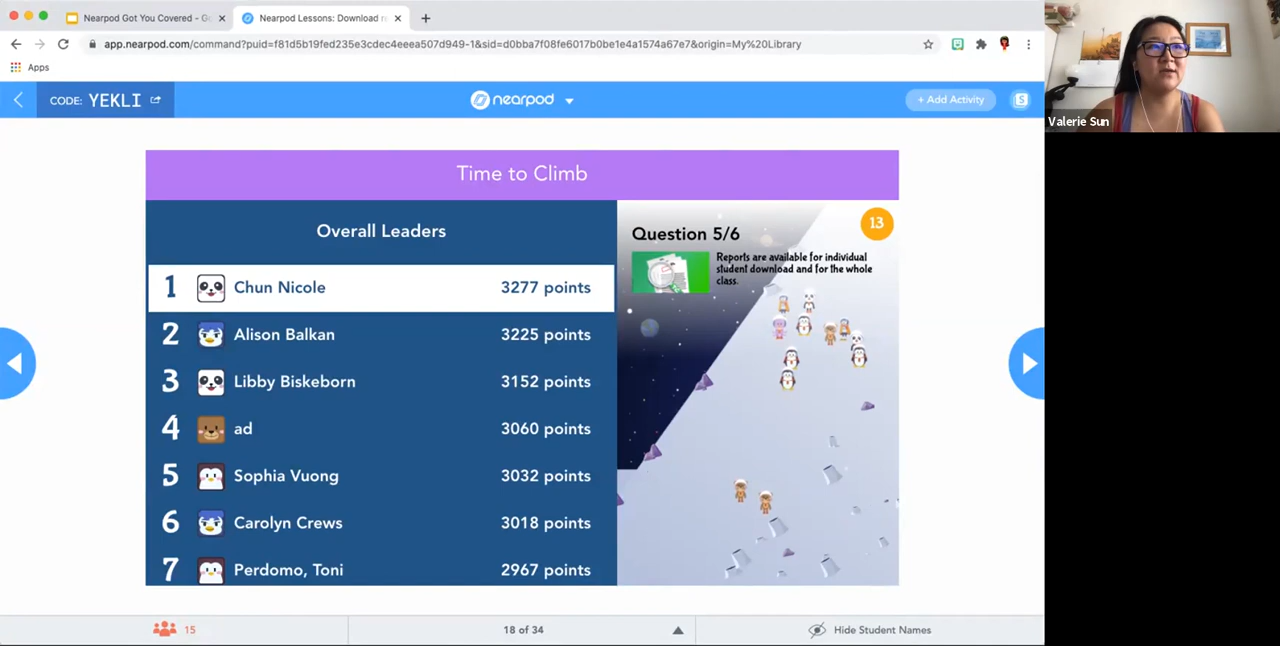 Nearpod Got You Covered - G
Nearpod Lessons: Download r
app.nearpod.com/command?puid=f81d5b19fed235e3cdec4eeea507d949-1&sid=d0bba7f08fe6017b0be1e4a1574a67e7&origin=My%20Library
Apps
CODE: YEKLI
nearpod
+ Add Activity
S
Valerie Sun
Time to Climb
Overall Leaders
1 Chun Nicole 3277 points
2 Alison Balkan 3225 points
3 Libby Biskeborn 3152 points
4 ad 3060 points
5 Sophia Vuong 3032 points
6 Carolyn Crews 3018 points
7 Perdomo, Toni 2967 points
Question 5/6
13
Reports are available for individual
student download and for the whole
class.
15
18 of 34
Hide Student Names